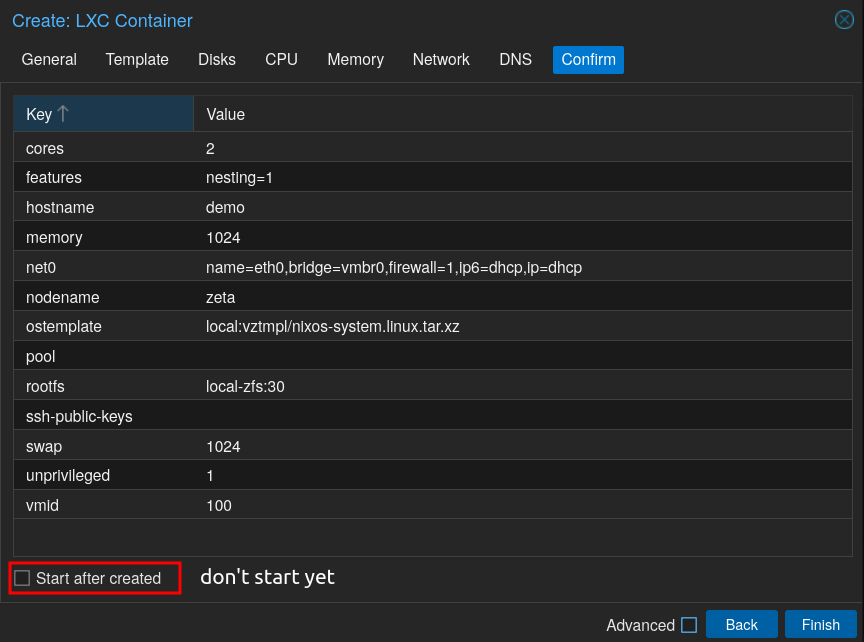 Create: LXC Container
General Template Disks CPU Memory Network DNS Confirm
Key Value
cores 2
features nesting=1
hostname demo
memory 1024
net0 name=eth0,bridge=vmbr0,firewall=1,ip6=dhcp,ip=dhcp
nodename zeta
ostemplate local:vztmpl/nixos-system.linux.tar.xz
pool
rootfs local-zfs:30
ssh-public-keys
swap 1024
unprivileged 1
vmid 100
Start after created don't start yet
Advanced Back Finish